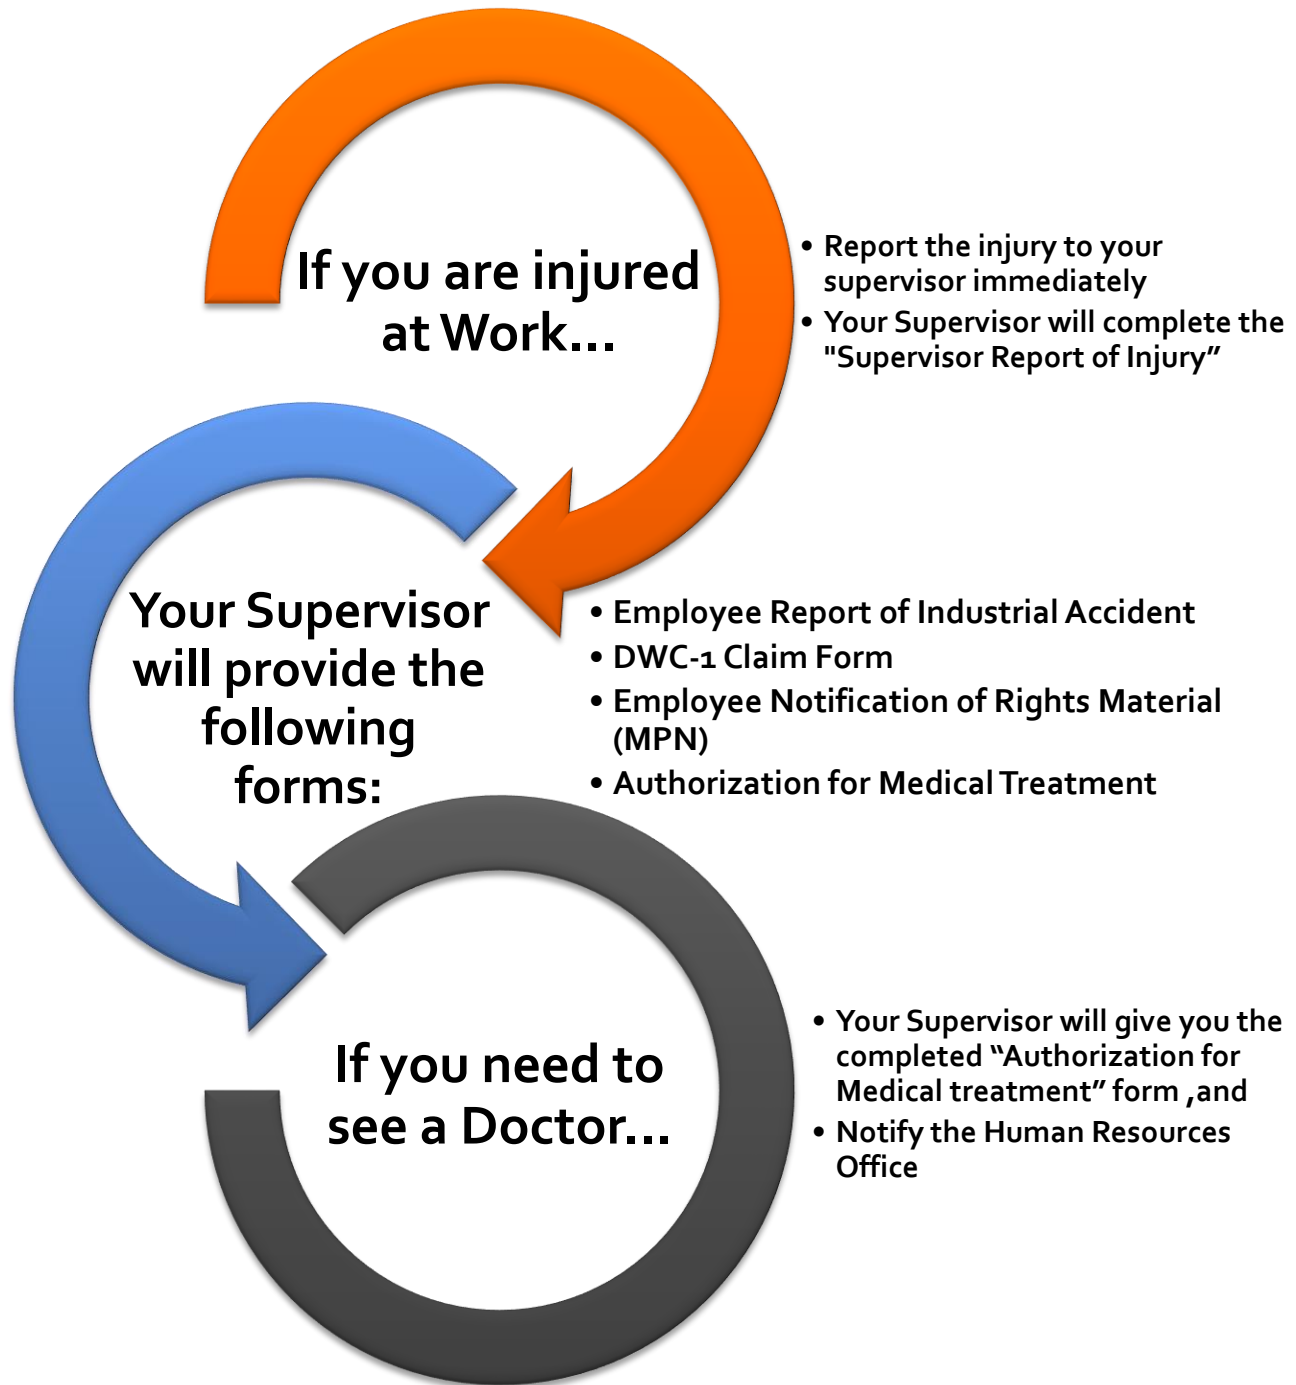 If you are injured
at Work...
• Report the injury to your
supervisor immediately
• Your Supervisor will complete the
"Supervisor Report of Injury”
Your Supervisor
will provide the
following
forms:
• Employee Report of Industrial Accident
• DWC-1 Claim Form
• Employee Notification of Rights Material
(MPN)
• Authorization for Medical Treatment
If you need to
see a Doctor...
• Your Supervisor will give you the
completed “Authorization for
Medical treatment” form ,and
• Notify the Human Resources
Office